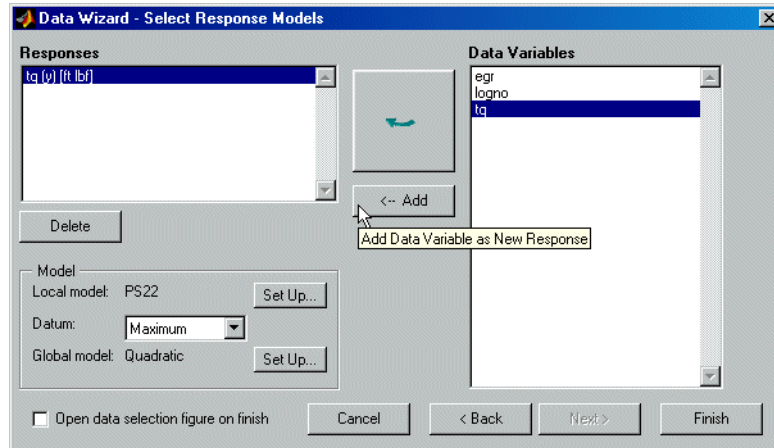 Data Wizard - Select Response Models
Responses
tq (y) [ft lbf]
Data Variables
egr
logno
tq
<-- Add
Add Data Variable as New Response
Delete
Model
Local model: PS22 Set Up...
Datum: Maximum
Global model: Quadratic Set Up...
Open data selection figure on finish
Cancel
< Back
Next >
Finish